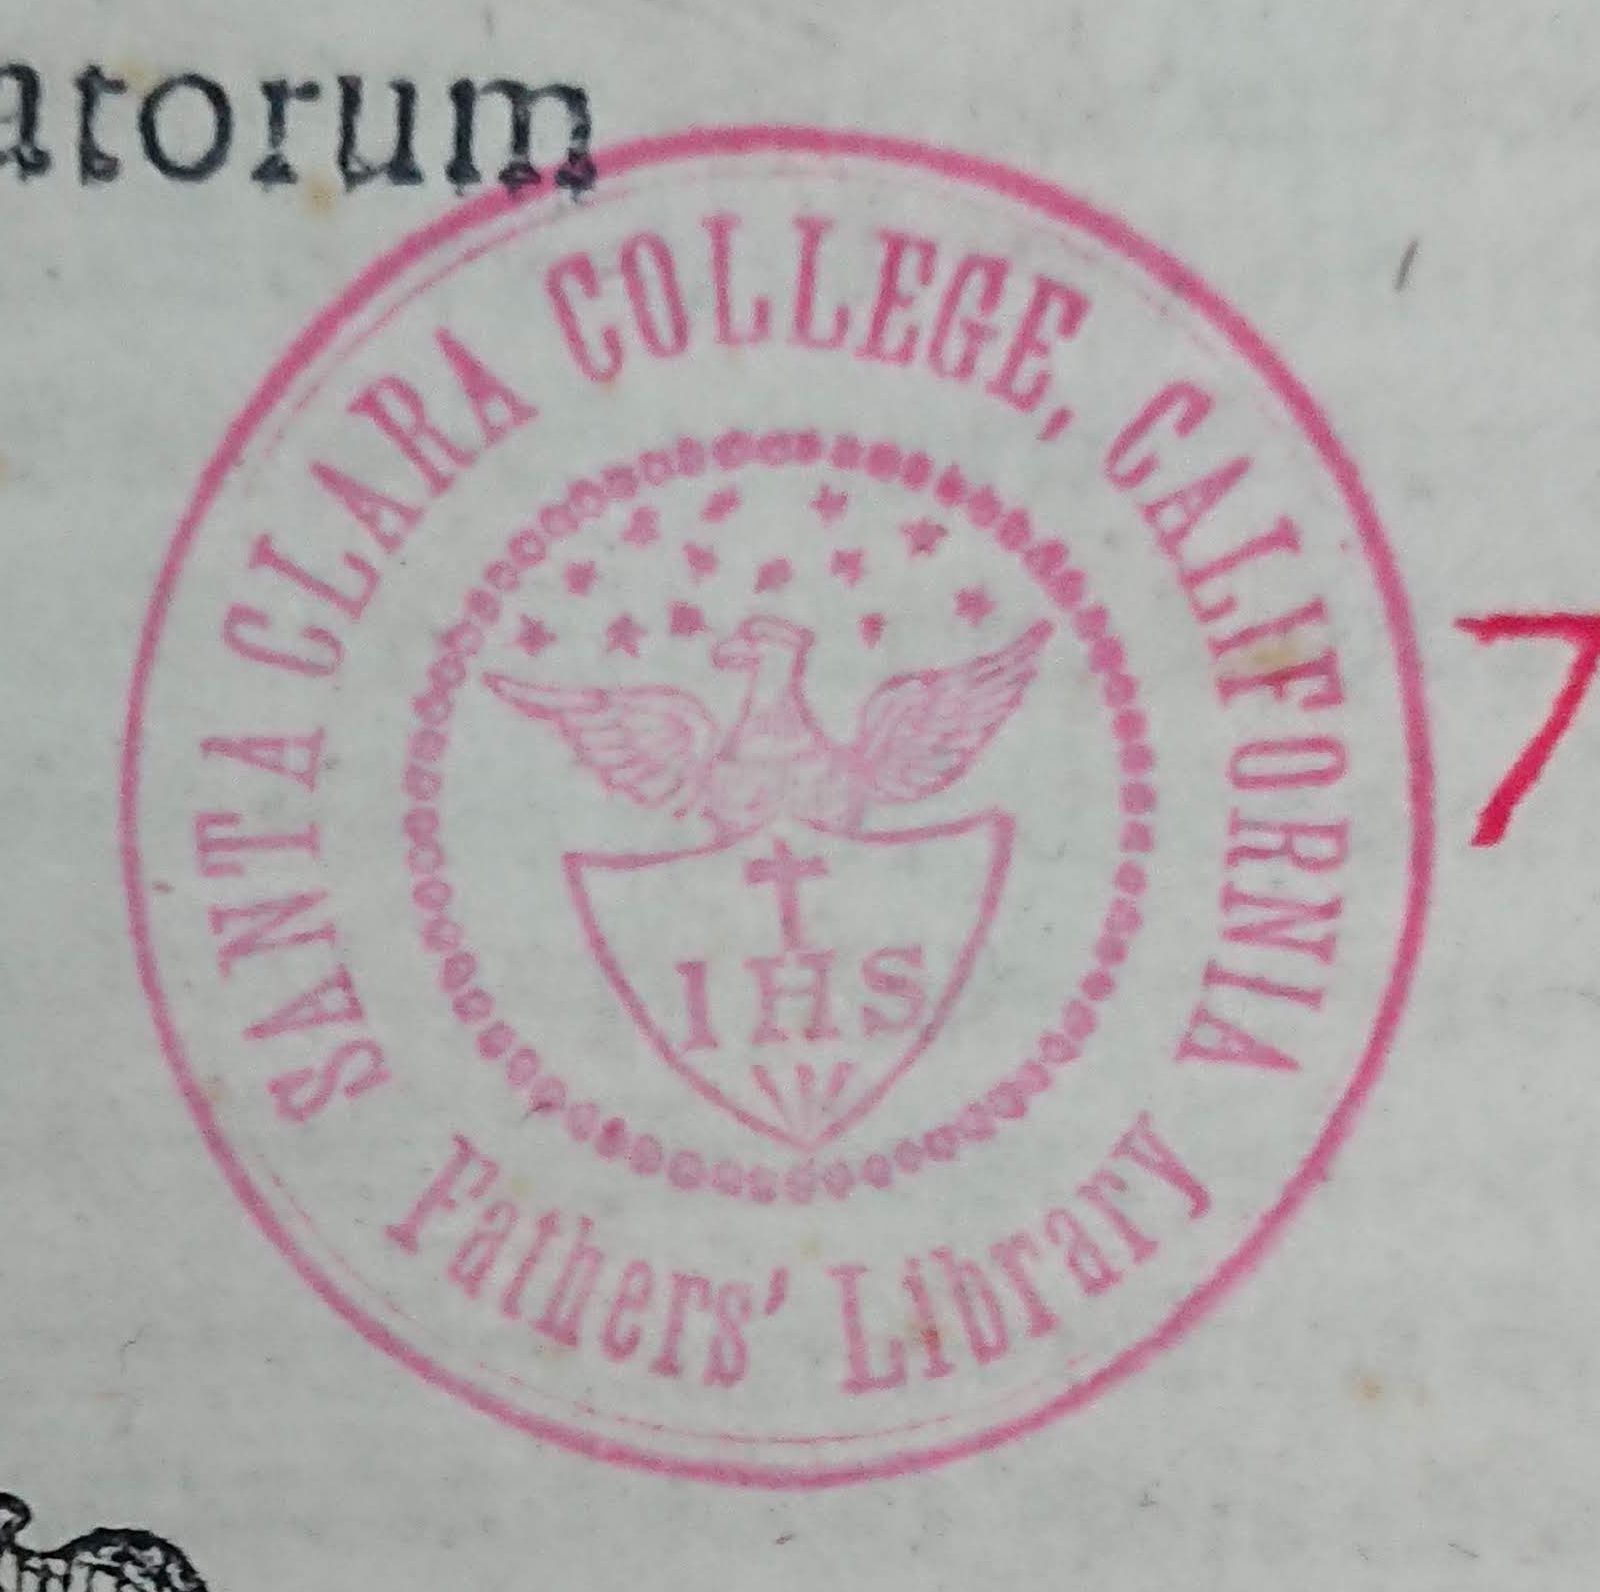 atorum
SANTA CLARA COLLEGE, CALIFORNIA
IHS
Fathers' Library
7